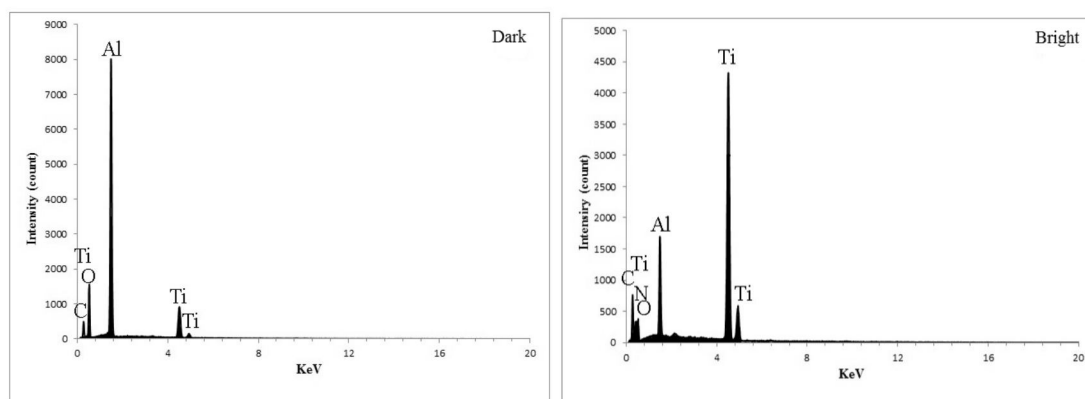 Dark
9000
8000
7000
6000
5000
4000
3000
2000
1000
0
Intensity (count)
Al
Ti
O
C
Ti
Ti
0 4 8 12 16 20
KeV
Bright
5000
4500
4000
3500
3000
2500
2000
1500
1000
500
0
Intensiry (count)
Ti
Al
Ti
C
N
O
Ti
0 4 8 12 16 20
KeV